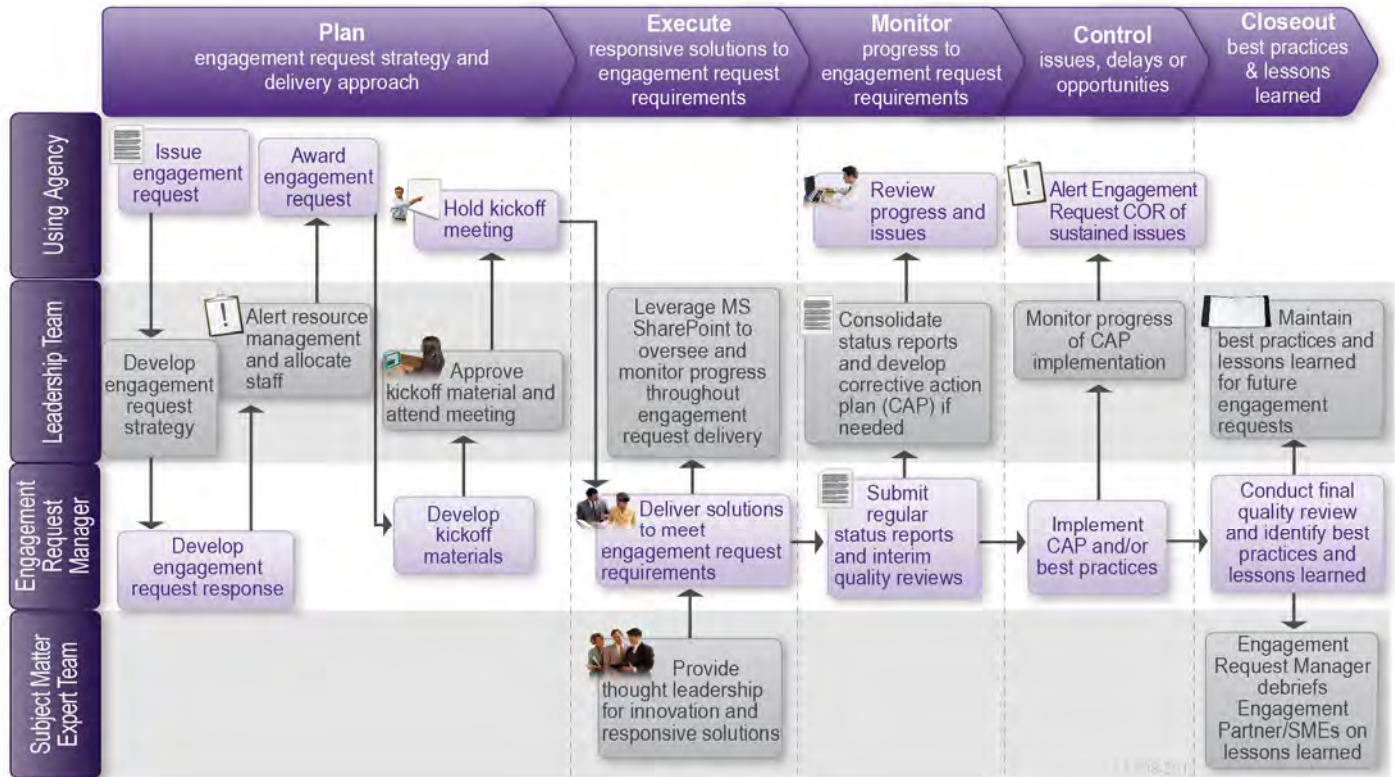 Plan
engagement request strategy and
delivery approach
Execute
responsive solutions to
engagement request
requirements
Monitor
progress to
engagement request
requirements
Control
issues, delays or
opportunities
Closeout
best practices
& lessons
learned
Using Agency
Issue
engagement
request
Award
engagement
request
Hold kickoff
meeting
Review
progress and
issues
Alert Engagement
Request COR of
sustained issues
Leadership Team
Develop
engagement
request
strategy
Alert resource
management
and allocate
staff
Approve
kickoff material and
attend meeting
Leverage MS
SharePoint to
oversee and
monitor progress
throughout
engagement
request delivery
Consolidate
status reports
and develop
corrective action
plan (CAP) if
needed
Monitor progress
of CAP
implementation
Maintain
best practices and
lessons learned
for future
engagement
requests
Engagement
Request
Manager
Develop
engagement
request response
Develop
kickoff
materials
Deliver solutions
to meet
engagement request
requirements
Submit
regular
status reports
and interim
quality reviews
Implement
CAP and/or
best practices
Conduct final
quality review
and identify best
practices and
lessons learned
Subject Matter
Expert Team
Provide
thought leadership
for innovation and
responsive solutions
Engagement
Request Manager
debriefs
Engagement
Partner/SMEs on
lessons learned